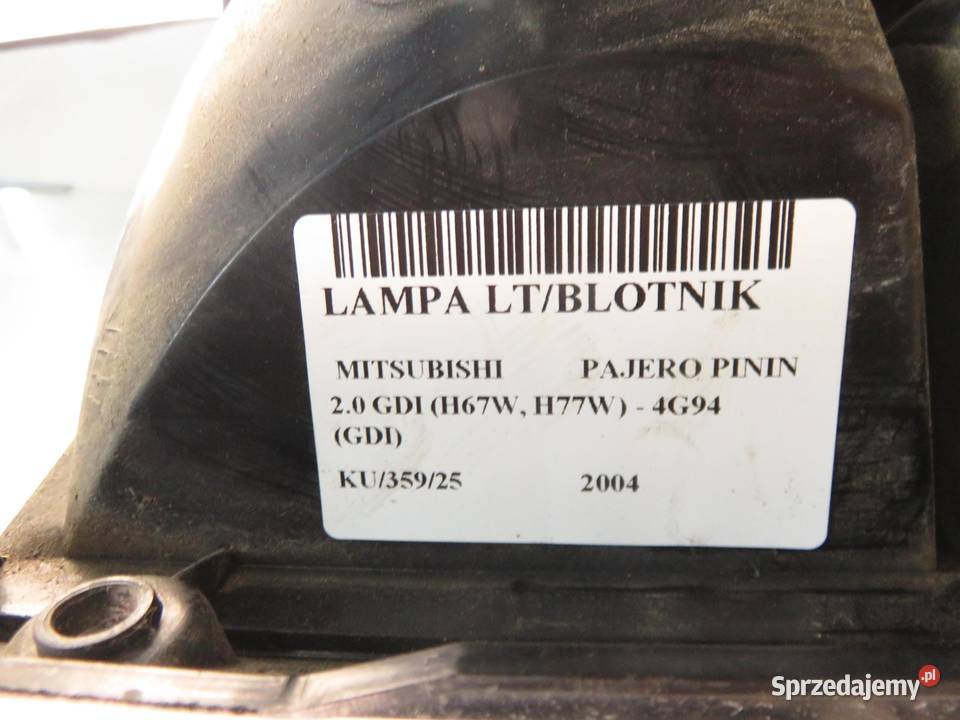 LAMPA LT/BLOTNIK
MITSUBISHI PAJERO PININ
2.0 GDI (H67W, H77W) - 4G94
(GDI)
KU/359/25 2004
Sprzedajemy.pl